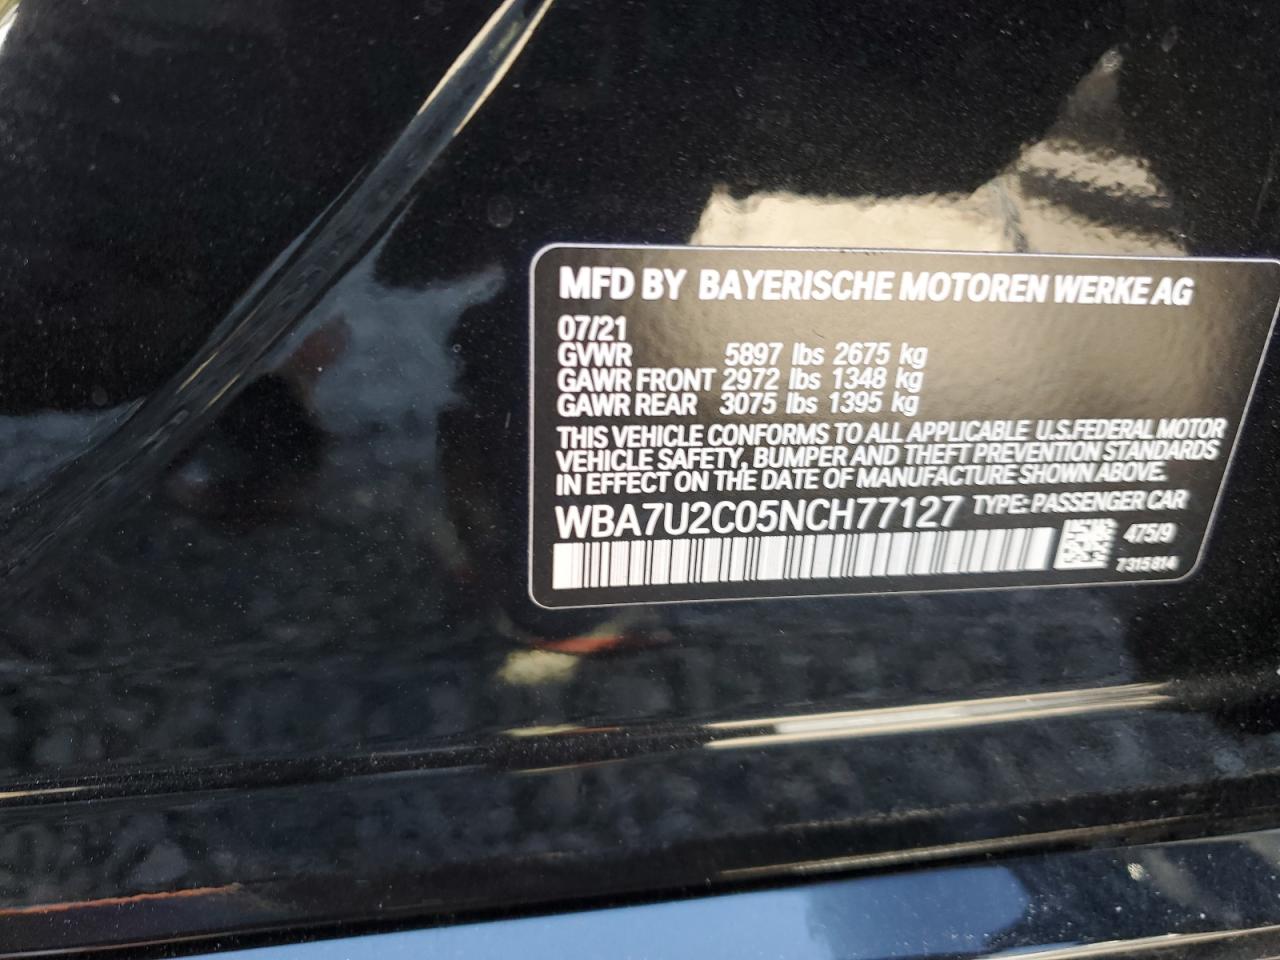 MFD BY BAYERISCHE MOTOREN WERKE AG
07/21
GVWR 5897 lbs 2675 kg
GAWR FRONT 2972 lbs 1348 kg
GAWR REAR 3075 lbs 1395 kg
THIS VEHICLE CONFORMS TO ALL APPLICABLE U.S.FEDERAL MOTOR
VEHICLE SAFETY, BUMPER AND THEFT PREVENTION STANDARDS
IN EFFECT ON THE DATE OF MANUFACTURE SHOWN ABOVE.
WBA7U2C05NCH77127 TYPE: PASSENGER CAR
475/9
7315814